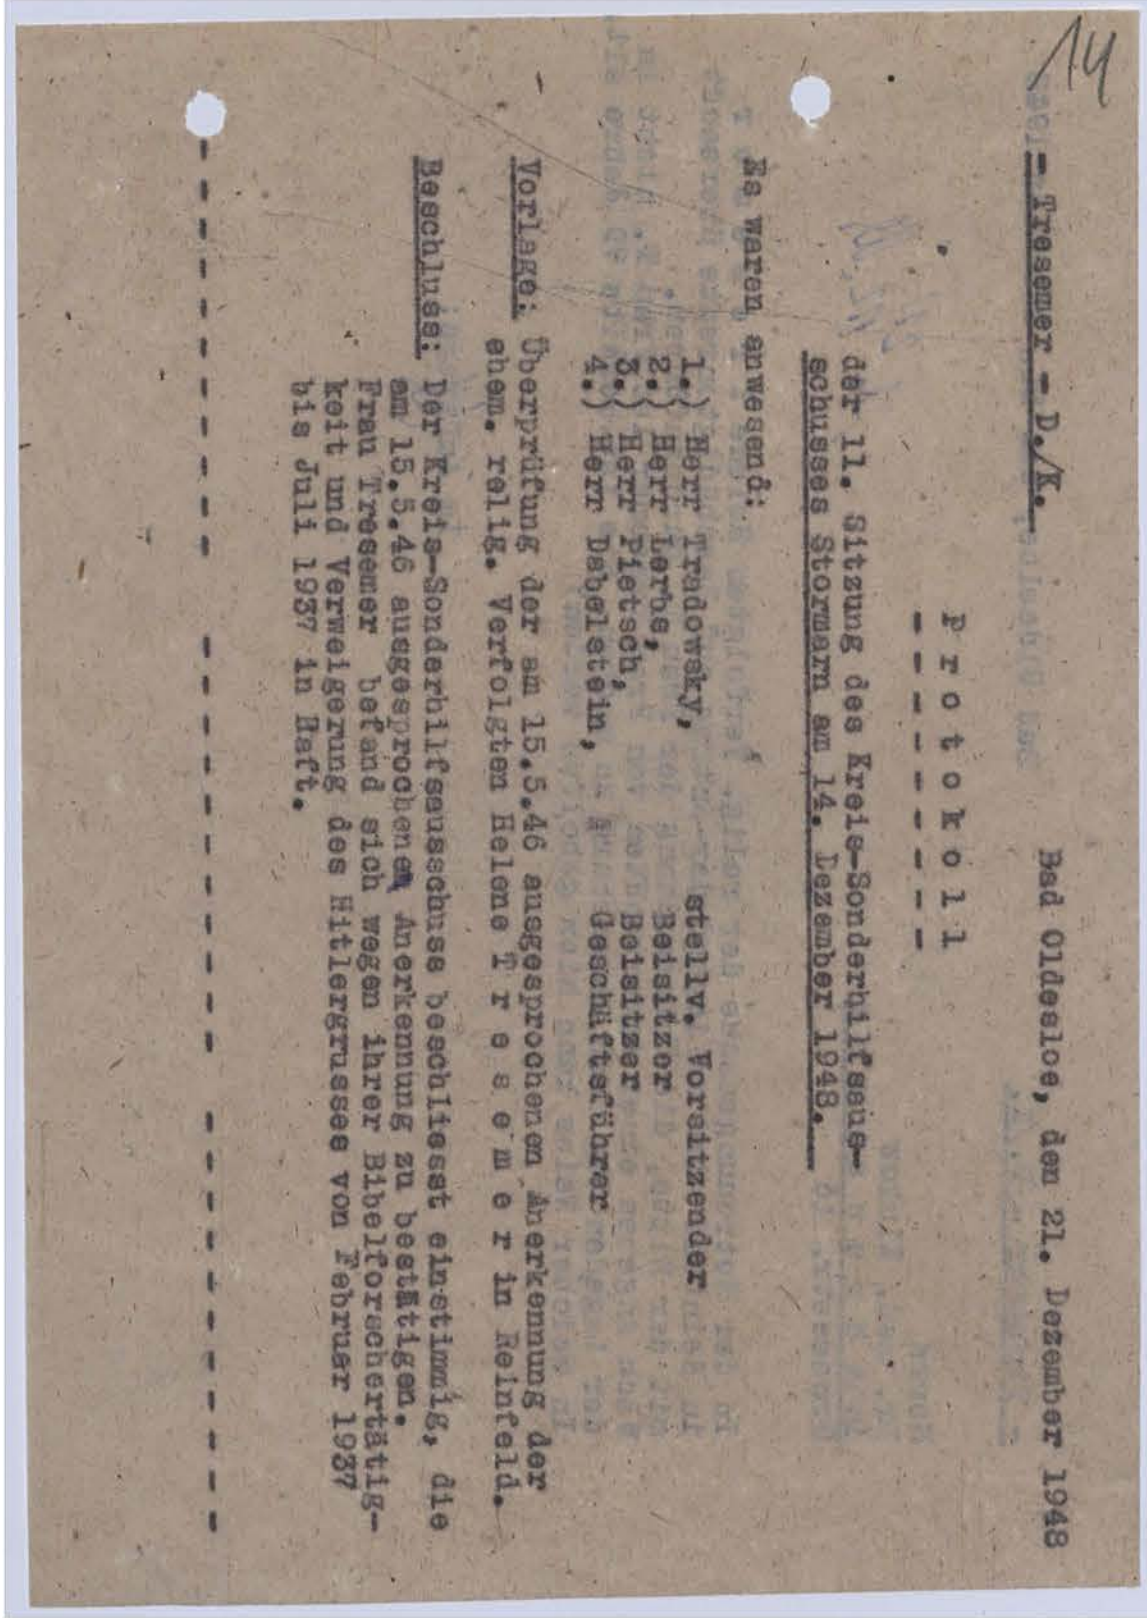 14
- Tresemer - D./K.
Bad Oldesloe, den 21. Dezember 1948
P r o t o k o l l
- - - - - - - - -
der 11. Sitzung des Kreis-Sonderhilfsaus-
schusses Stormarn am 14. Dezember 1948.
Es waren anwesend:
1.) Herr Tradowsky, stellv. Vorsitzender
2.) Herr Lerbs, Beisitzer
3.) Herr Pietsch, Beisitzer
4.) Herr Dabelstein, Geschäftsführer
Vorlage: Überprüfung der am 15.5.46 ausgesprochenen Anerkennung der
ehem. relig. Verfolgten Helene T r e s e m e r in Reinfeld.
Beschluss: Der Kreis-Sonderhilfsausschuss beschliesst einstimmig, die
am 15.5.46 ausgesprochenen Anerkennung zu bestätigen.
Frau Tresemer befand sich wegen ihrer Bibelforschertätig-
keit und Verweigerung des Hitlergrusses von Februar 1937
bis Juli 1937 in Haft.